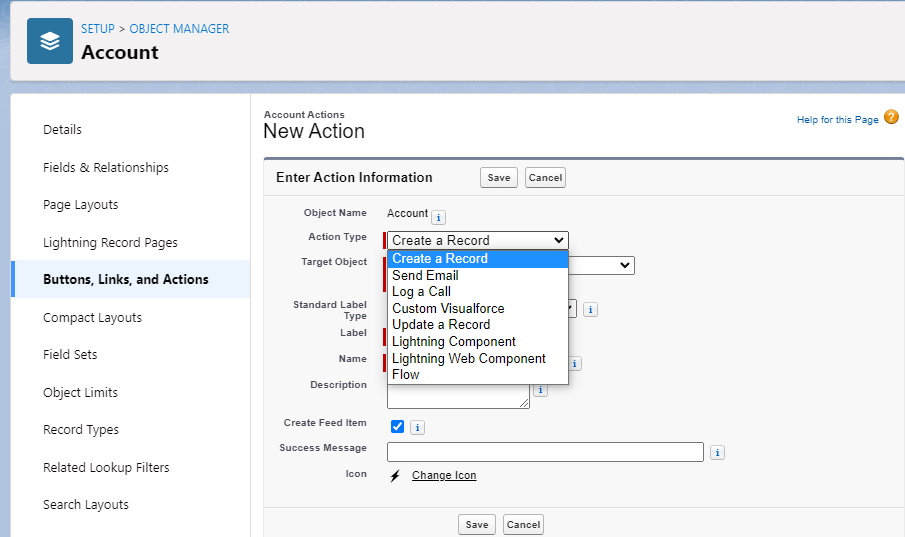 SETUP > OBJECT MANAGER
Account
Details
Fields & Relationships
Page Layouts
Lightning Record Pages
Buttons, Links, and Actions
Compact Layouts
Field Sets
Object Limits
Record Types
Related Lookup Filters
Search Layouts
Account Actions
New Action
Help for this Page ?
Enter Action Information
Save Cancel
Object Name Account i
Action Type Create a Record
Create a Record
Send Email
Log a Call
Custom Visualforce
Update a Record
Lightning Component
Lightning Web Component
Flow
Target Object
Standard Label Type i
Label
Name i
Description i
Create Feed Item i
Success Message i
Icon Change Icon
Save Cancel